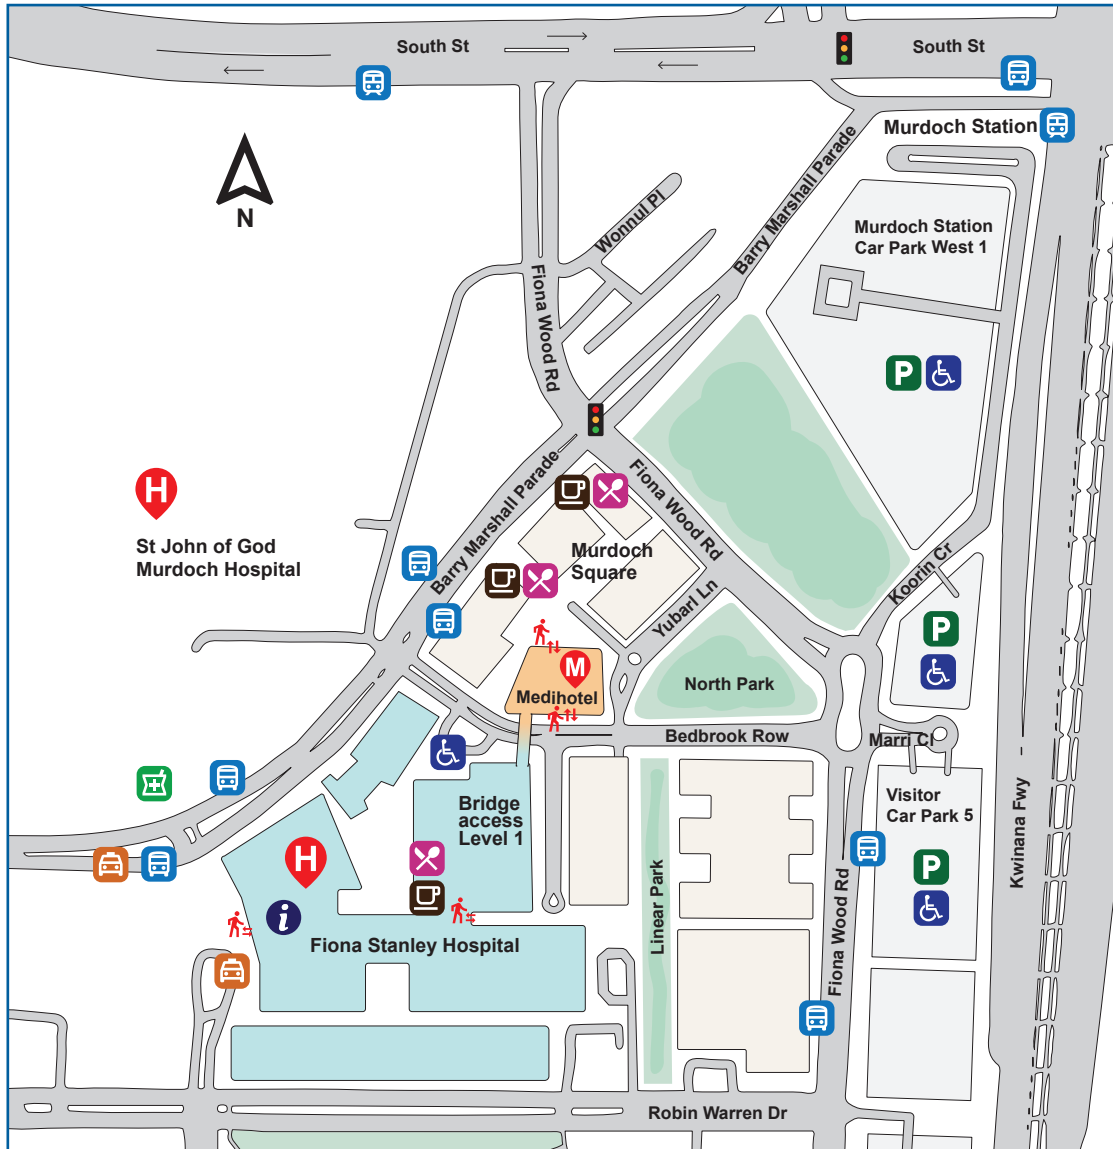 South St
South St
Murdoch Station
N
Wonnul Pl
Barry Marshall Parade
Murdoch Station
Car Park West 1
Fiona Wood Rd
P
H
St John of God
Murdoch Hospital
Barry Marshall Parade
Fiona Wood Rd
Murdoch
Square
Koorin Cr
Yubarl Ln
P
M
Medihotel
North Park
Bedbrook Row
Marri Cl
Kwinana Fwy
Bridge
access
Level 1
Visitor
Car Park 5
H
P
i
Fiona Stanley Hospital
Linear Park
Fiona Wood Rd
Robin Warren Dr